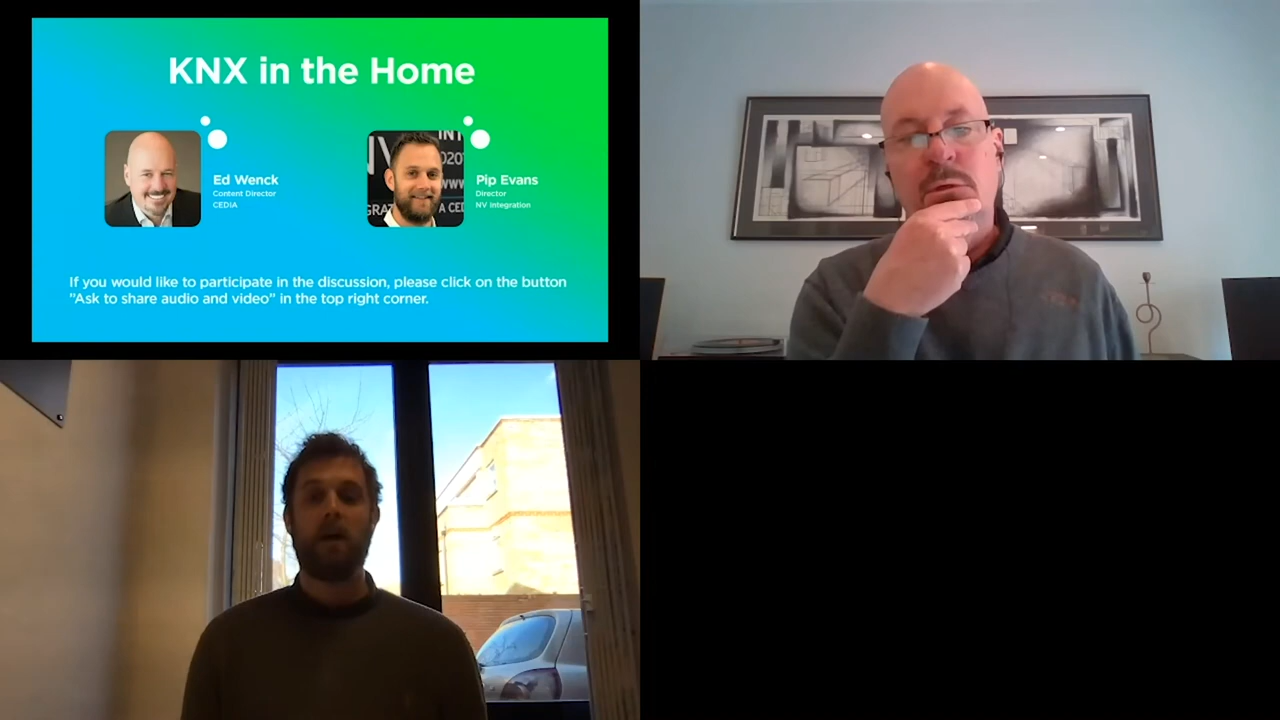 KNX in the Home
Ed Wenck
Content Director
CEDIA
Pip Evans
Director
NV Integration
If you would like to participate in the discussion, please click on the button
"Ask to share audio and video" in the top right corner.